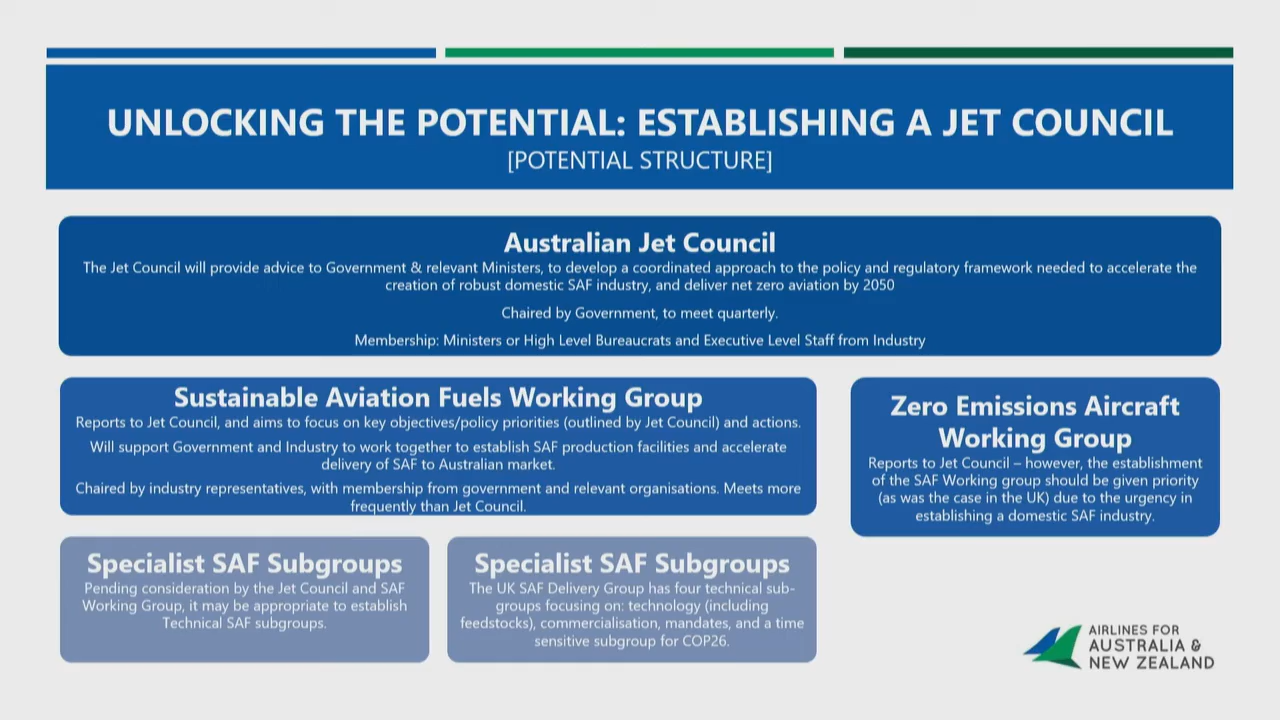 UNLOCKING THE POTENTIAL: ESTABLISHING A JET COUNCIL
[POTENTIAL STRUCTURE]
Australian Jet Council
The Jet Council will provide advice to Government & relevant Ministers, to develop a coordinated approach to the policy and regulatory framework needed to accelerate the
creation of robust domestic SAF industry, and deliver net zero aviation by 2050
Chaired by Government, to meet quarterly.
Membership: Ministers or High Level Bureaucrats and Executive Level Staff from Industry
Sustainable Aviation Fuels Working Group
Reports to Jet Council, and aims to focus on key objectives/policy priorities (outlined by Jet Council) and actions.
Will support Government and Industry to work together to establish SAF production facilities and accelerate
delivery of SAF to Australian market.
Chaired by industry representatives, with membership from government and relevant organisations. Meets more
frequently than Jet Council.
Zero Emissions Aircraft
Working Group
Reports to Jet Council – however, the establishment
of the SAF Working group should be given priority
(as was the case in the UK) due to the urgency in
establishing a domestic SAF industry.
Specialist SAF Subgroups
Pending consideration by the Jet Council and SAF
Working Group, it may be appropriate to establish
Technical SAF subgroups.
Specialist SAF Subgroups
The UK SAF Delivery Group has four technical sub-
groups focusing on: technology (including
feedstocks), commercialisation, mandates, and a time
sensitive subgroup for COP26.
AIRLINES FOR
AUSTRALIA &
NEW ZEALAND